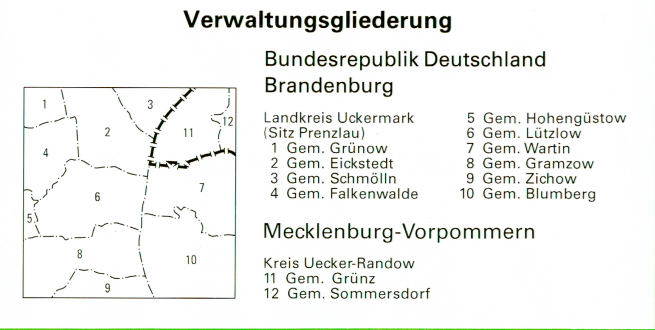 Verwaltungsgliederung
Bundesrepublik Deutschland
Brandenburg
Landkreis Uckermark
(Sitz Prenzlau)
1 Gem. Grünow
2 Gem. Eickstedt
3 Gem. Schmölln
4 Gem. Falkenwalde
5 Gem. Hohengüstow
6 Gem. Lützlow
7 Gem. Wartin
8 Gem. Gramzow
9 Gem. Zichow
10 Gem. Blumberg
Mecklenburg-Vorpommern
Kreis Uecker-Randow
11 Gem. Grünz
12 Gem. Sommersdorf
1
2
3
11
12
4
6
7
5
8
10
9